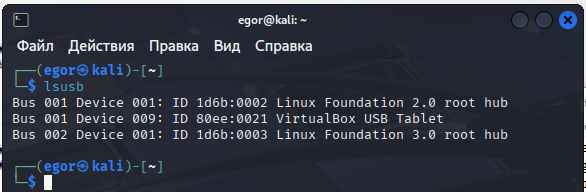 egor@kali: ~
Файл Действия Правка Вид Справка
┌──(egor㉿kali)-[~]
└─$ lsusb
Bus 001 Device 001: ID 1d6b:0002 Linux Foundation 2.0 root hub
Bus 001 Device 009: ID 80ee:0021 VirtualBox USB Tablet
Bus 002 Device 001: ID 1d6b:0003 Linux Foundation 3.0 root hub
┌──(egor㉿kali)-[~]
└─$